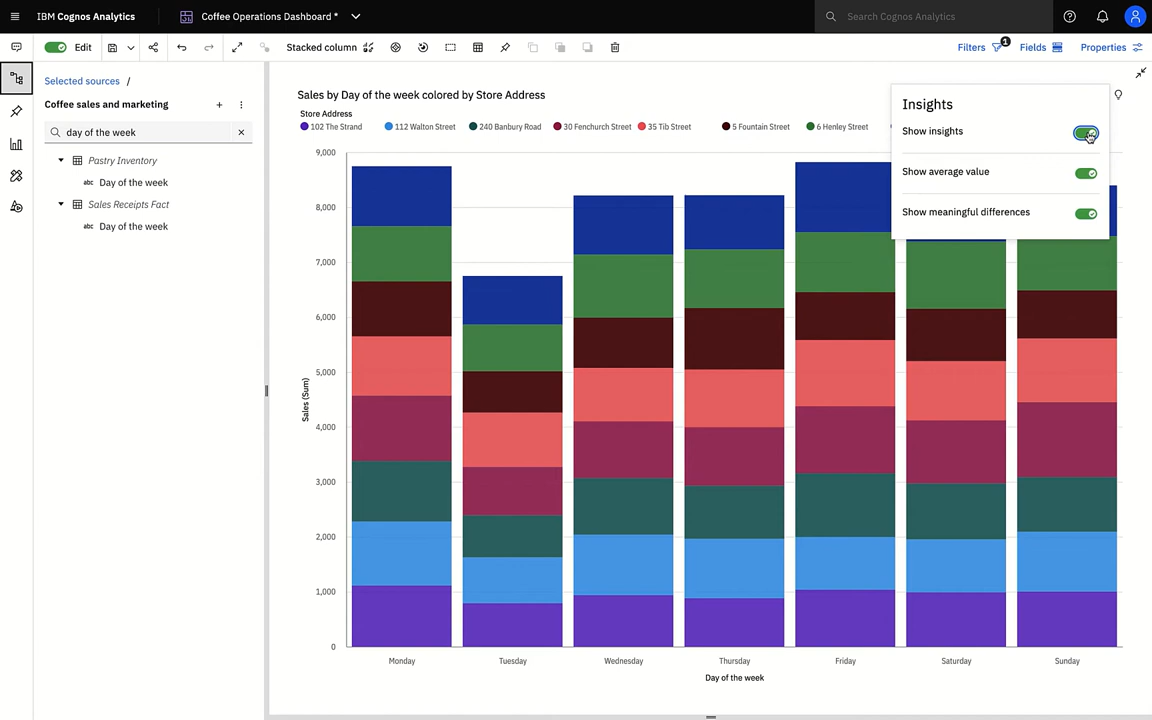 IBM Cognos Analytics
Coffee Operations Dashboard *
Search Cognos Analytics
Edit
Stacked column
Filters
1
Fields
Properties
Selected sources /
Coffee sales and marketing
day of the week
Pastry Inventory
abc Day of the week
Sales Receipts Fact
abc Day of the week
Sales by Day of the week colored by Store Address
Store Address
102 The Strand
112 Walton Street
240 Banbury Road
30 Fenchurch Street
35 Tib Street
5 Fountain Street
6 Henley Street
Insights
Show insights
Show average value
Show meaningful differences
Sales (Sum)
9,000
8,000
7,000
6,000
5,000
4,000
3,000
2,000
1,000
0
Monday
Tuesday
Wednesday
Thursday
Friday
Saturday
Sunday
Day of the week